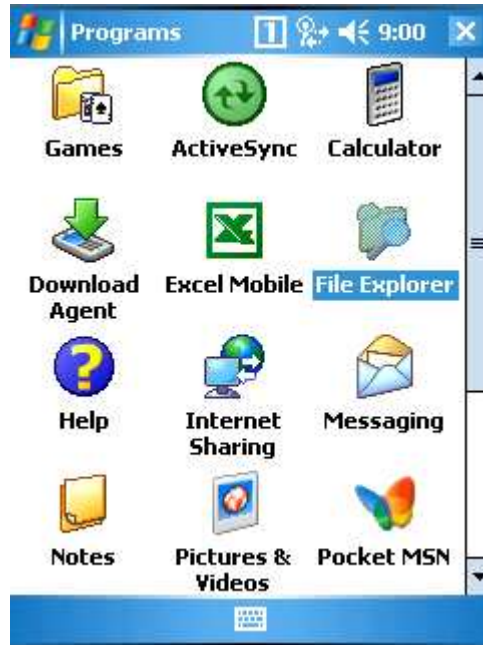 Programs 1 9:00
Games ActiveSync Calculator
Download Agent Excel Mobile File Explorer
Help Internet Sharing Messaging
Notes Pictures & Videos Pocket MSN